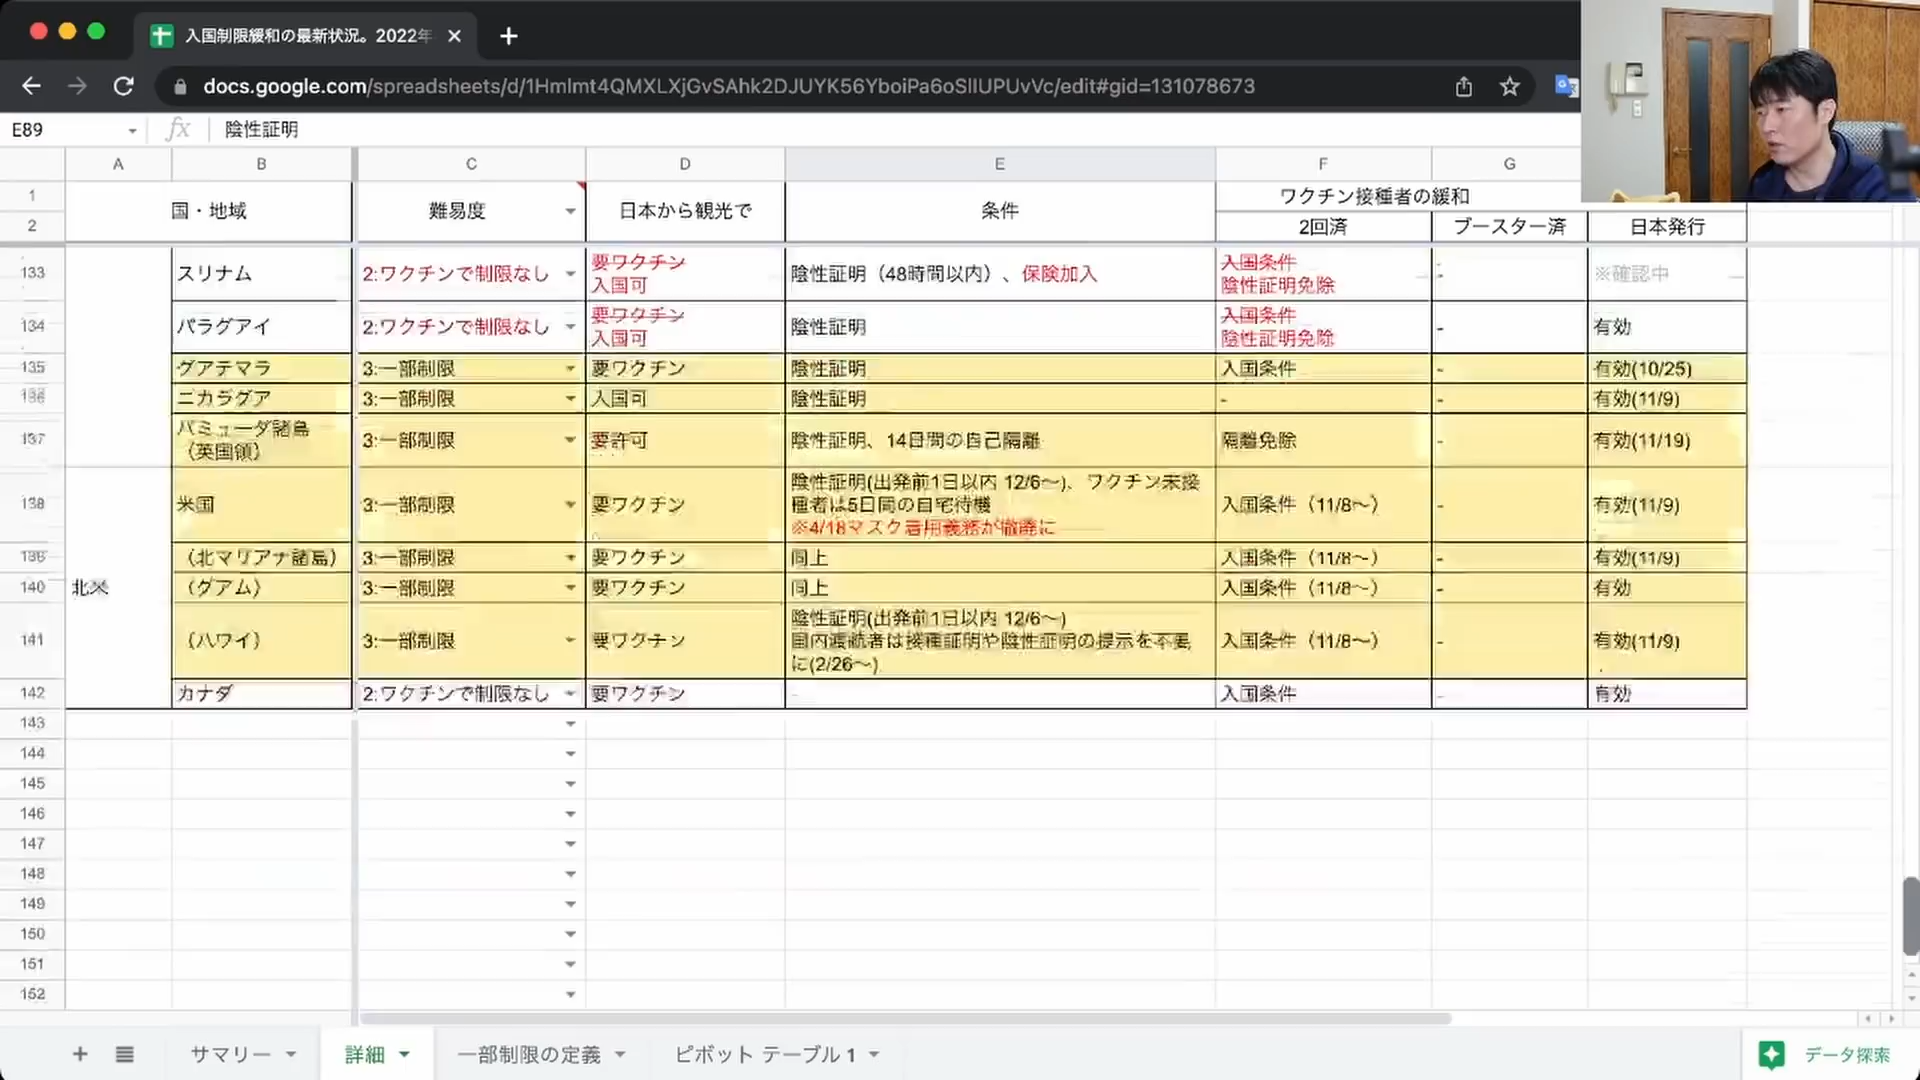 入国制限緩和の最新状況。2022年
docs.google.com/spreadsheets/d/1Hmlmt4QMXLXjGvSAhk2DJUYK56YboiPa6oSlIUPUvVc/edit#gid=131078673
E89
fx
陰性証明
A B C D E F G
1
国・地域
難易度
日本から観光で
条件
ワクチン接種者の緩和
2
2回済
ブースター済
日本発行
133
スリナム
2:ワクチンで制限なし
要ワクチン
入国可
陰性証明（48時間以内）、保険加入
入国条件
陰性証明免除
-
※確認中
134
パラグアイ
2:ワクチンで制限なし
要ワクチン
入国可
陰性証明
入国条件
陰性証明免除
-
有効
135
グアテマラ
3:一部制限
要ワクチン
陰性証明
入国条件
-
有効(10/25)
136
ニカラグア
3:一部制限
入国可
陰性証明
-
-
有効(11/9)
137
バミューダ諸島
（英国領）
3:一部制限
要許可
陰性証明、14日間の自己隔離
隔離免除
-
有効(11/19)
138
米国
3:一部制限
要ワクチン
陰性証明(出発前1日以内 12/6〜)、ワクチン未接
種者は5日間の自宅待機
※4/18マスク着用義務が撤廃に
入国条件（11/8〜）
-
有効(11/9)
139
（北マリアナ諸島）
3:一部制限
要ワクチン
同上
入国条件（11/8〜）
-
有効(11/9)
140
北米
（グアム）
3:一部制限
要ワクチン
同上
入国条件（11/8〜）
-
有効
141
（ハワイ）
3:一部制限
要ワクチン
陰性証明(出発前1日以内 12/6〜)
国内渡航者は接種証明や陰性証明の提示を不要
に(2/26〜)
入国条件（11/8〜）
-
有効(11/9)
142
カナダ
2:ワクチンで制限なし
要ワクチン
-
入国条件
-
有効
143
144
145
146
147
148
149
150
151
152
サマリー
詳細
一部制限の定義
ピボット テーブル 1
データ探索